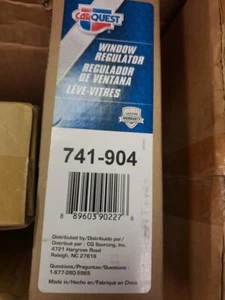 CARQUEST
WINDOW
REGULATOR
REGULADOR
DE VENTANA
LÈVE-VITRES
741-904
8 89603 90227 6
Distributed by/Distribuido por/
Distribué par : CQ Sourcing, Inc.
4721 Hargrove Road
Raleigh, NC 27616
Questions/Preguntas/Questions :
1-877-280-5965
Made in/Hecho en/Fabriqué en China